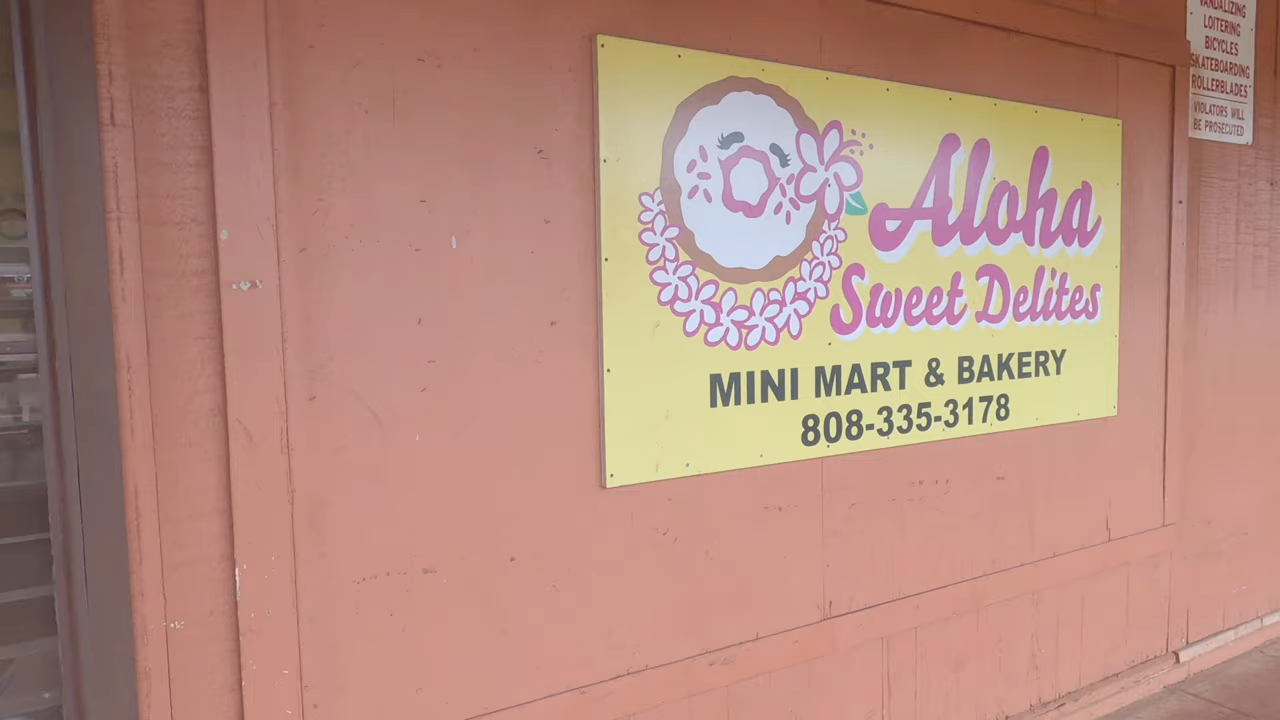 Aloha
Sweet Delites
MINI MART & BAKERY
808-335-3178
VANDALIZING
LOITERING
BICYCLES
SKATEBOARDING
ROLLERBLADES
VIOLATORS WILL
BE PROSECUTED